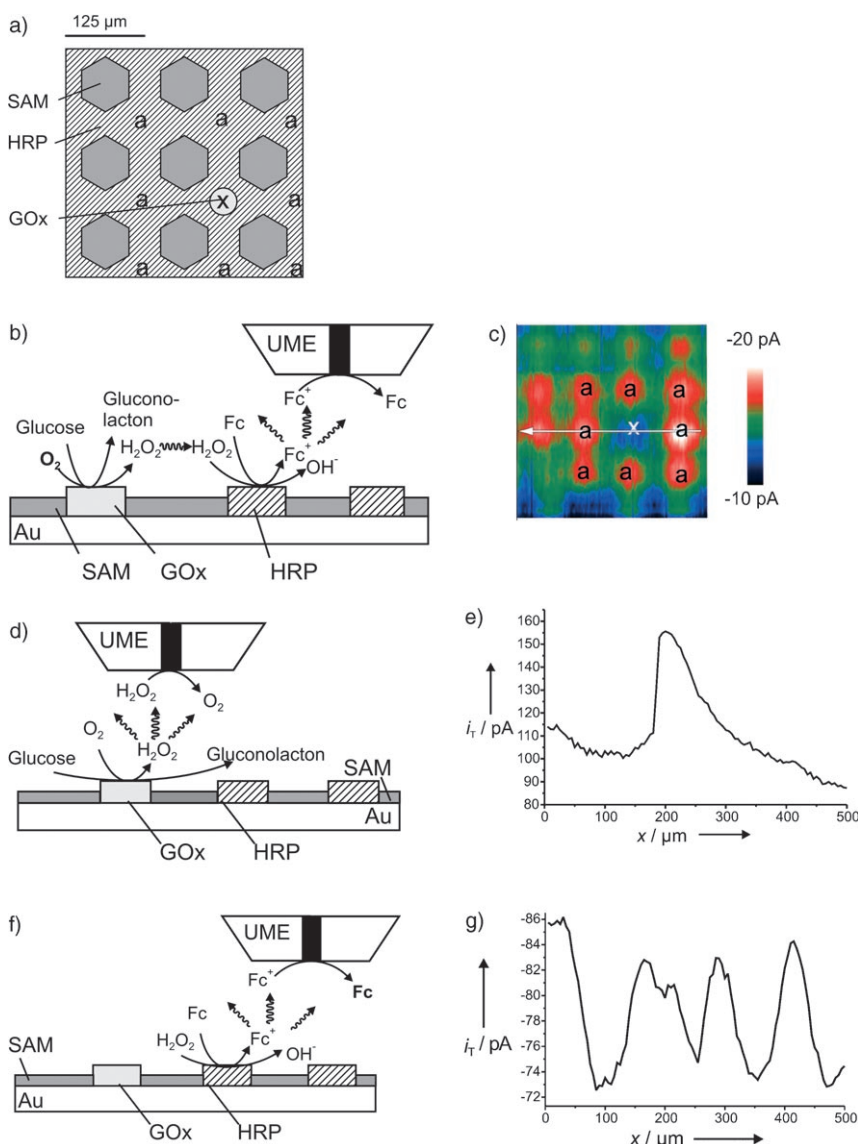 a)
125 µm
SAM
HRP
GOx
a a a
a x a
a a a
b)
UME
Fc⁺ Fc
Glucose Glucono-
lacton
O₂ H₂O₂ H₂O₂ Fc Fc⁺ OH⁻
Au
SAM GOx HRP
c)
-20 pA
-10 pA
a a a
a x a
a a a
d)
UME
H₂O₂ O₂
O₂
Glucose H₂O₂ Gluconolacton
SAM
Au
GOx HRP
e)
160
150
140
130
120
110
100
90
80
iT / pA
0 100 200 300 400 500
x / µm
f)
UME
Fc⁺ Fc
Fc
H₂O₂ Fc⁺ OH⁻
SAM
Au
GOx HRP
g)
-86
-84
-82
-80
-78
-76
-74
-72
iT / pA
0 100 200 300 400 500
x / µm